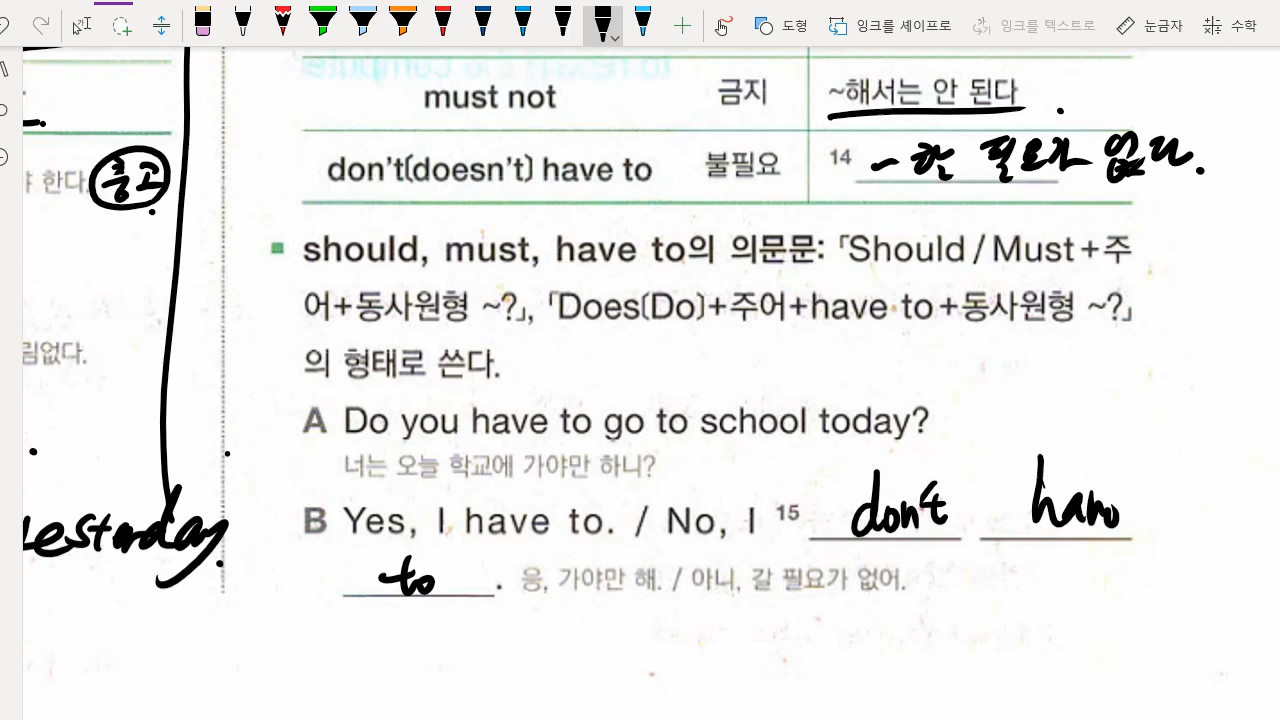 도형 잉크를 셰이프로 잉크를 텍스트로 눈금자 수학
must not 금지 ~해서는 안 된다.
don't(doesn't) have to 불필요 14 ~한 필요가 없다.
한다. 충고
should, must, have to의 의문문: 「Should / Must+주
어+동사원형 ~?」, 「Does(Do)+주어+have to+동사원형 ~?」
의 형태로 쓴다.
림없다.
A Do you have to go to school today?
너는 오늘 학교에 가야만 하니?
B Yes, I have to. / No, I 15 don't have
yesterday
to. 응, 가야만 해. / 아니, 갈 필요가 없어.